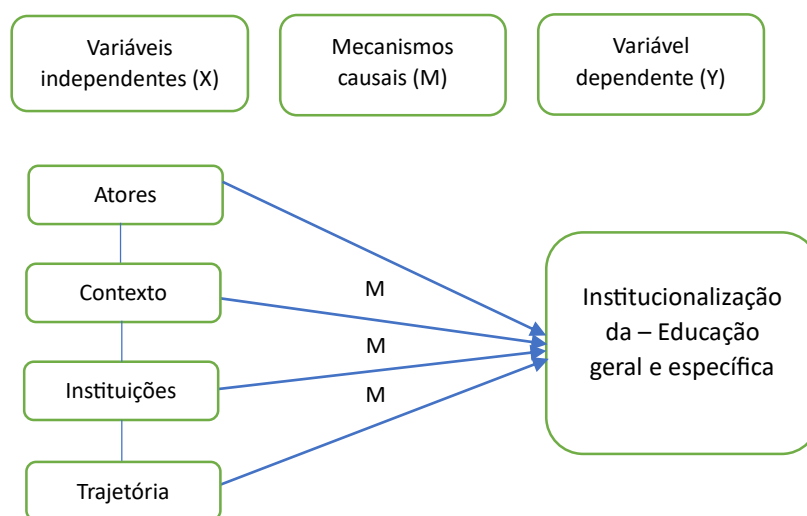 Variáveis
independentes (X)
Mecanismos
causais (M)
Variável
dependente (Y)
Atores
Contexto
Instituições
Trajetória
M
M
M
Institucionalização
da – Educação
geral e específica